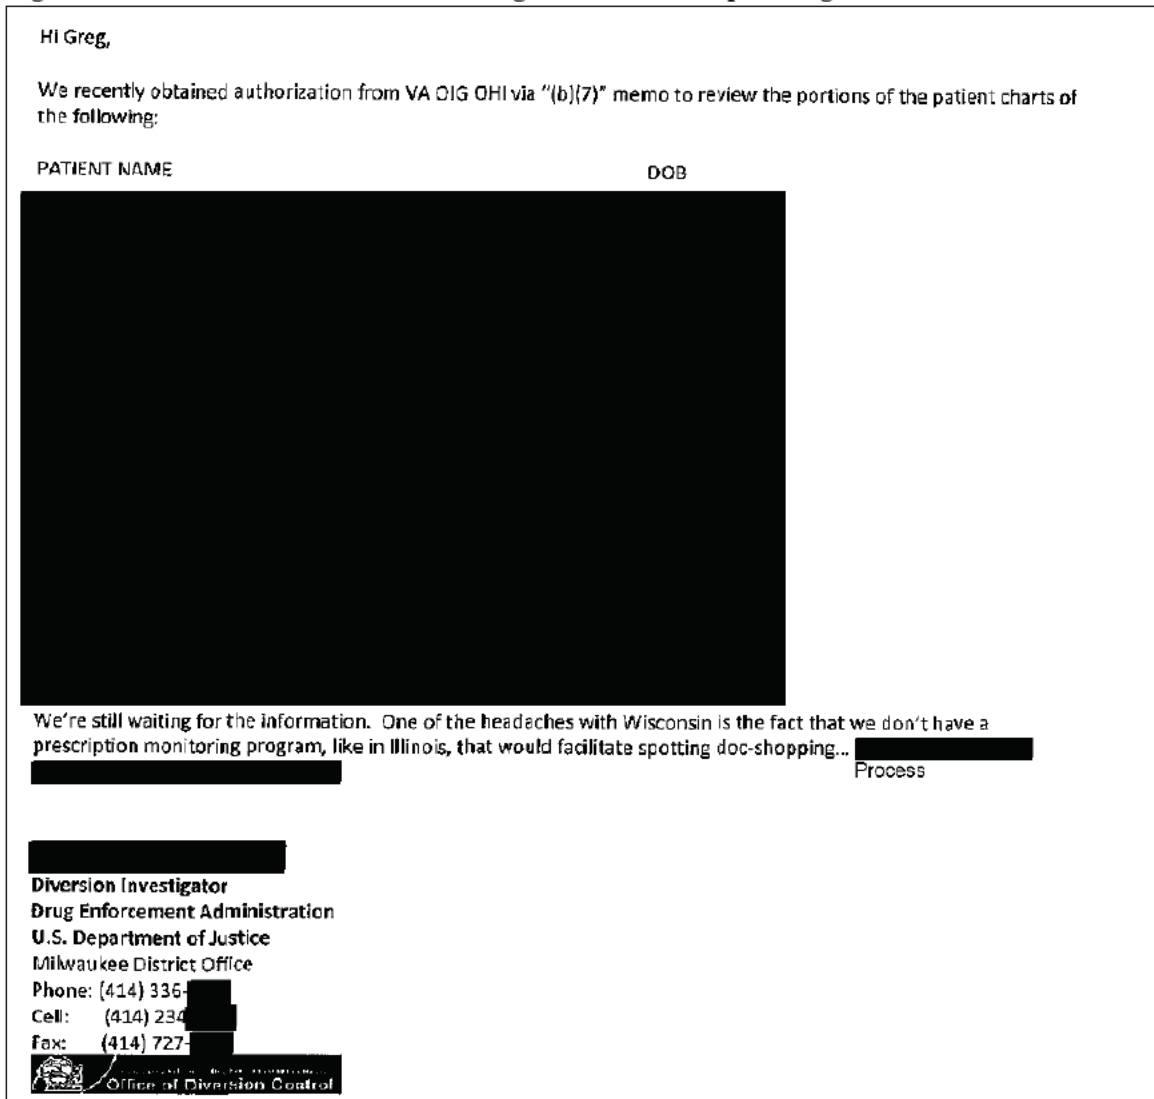 Hi Greg,
We recently obtained authorization from VA OIG OHI via "(b)(7)" memo to review the portions of the patient charts of
the following:
PATIENT NAME DOB
We're still waiting for the information. One of the headaches with Wisconsin is the fact that we don't have a
prescription monitoring program, like in Illinois, that would facilitate spotting doc-shopping...
Process
Diversion Investigator
Drug Enforcement Administration
U.S. Department of Justice
Milwaukee District Office
Phone: (414) 336-
Cell: (414) 234
Fax: (414) 727-
Office of Diversion Control